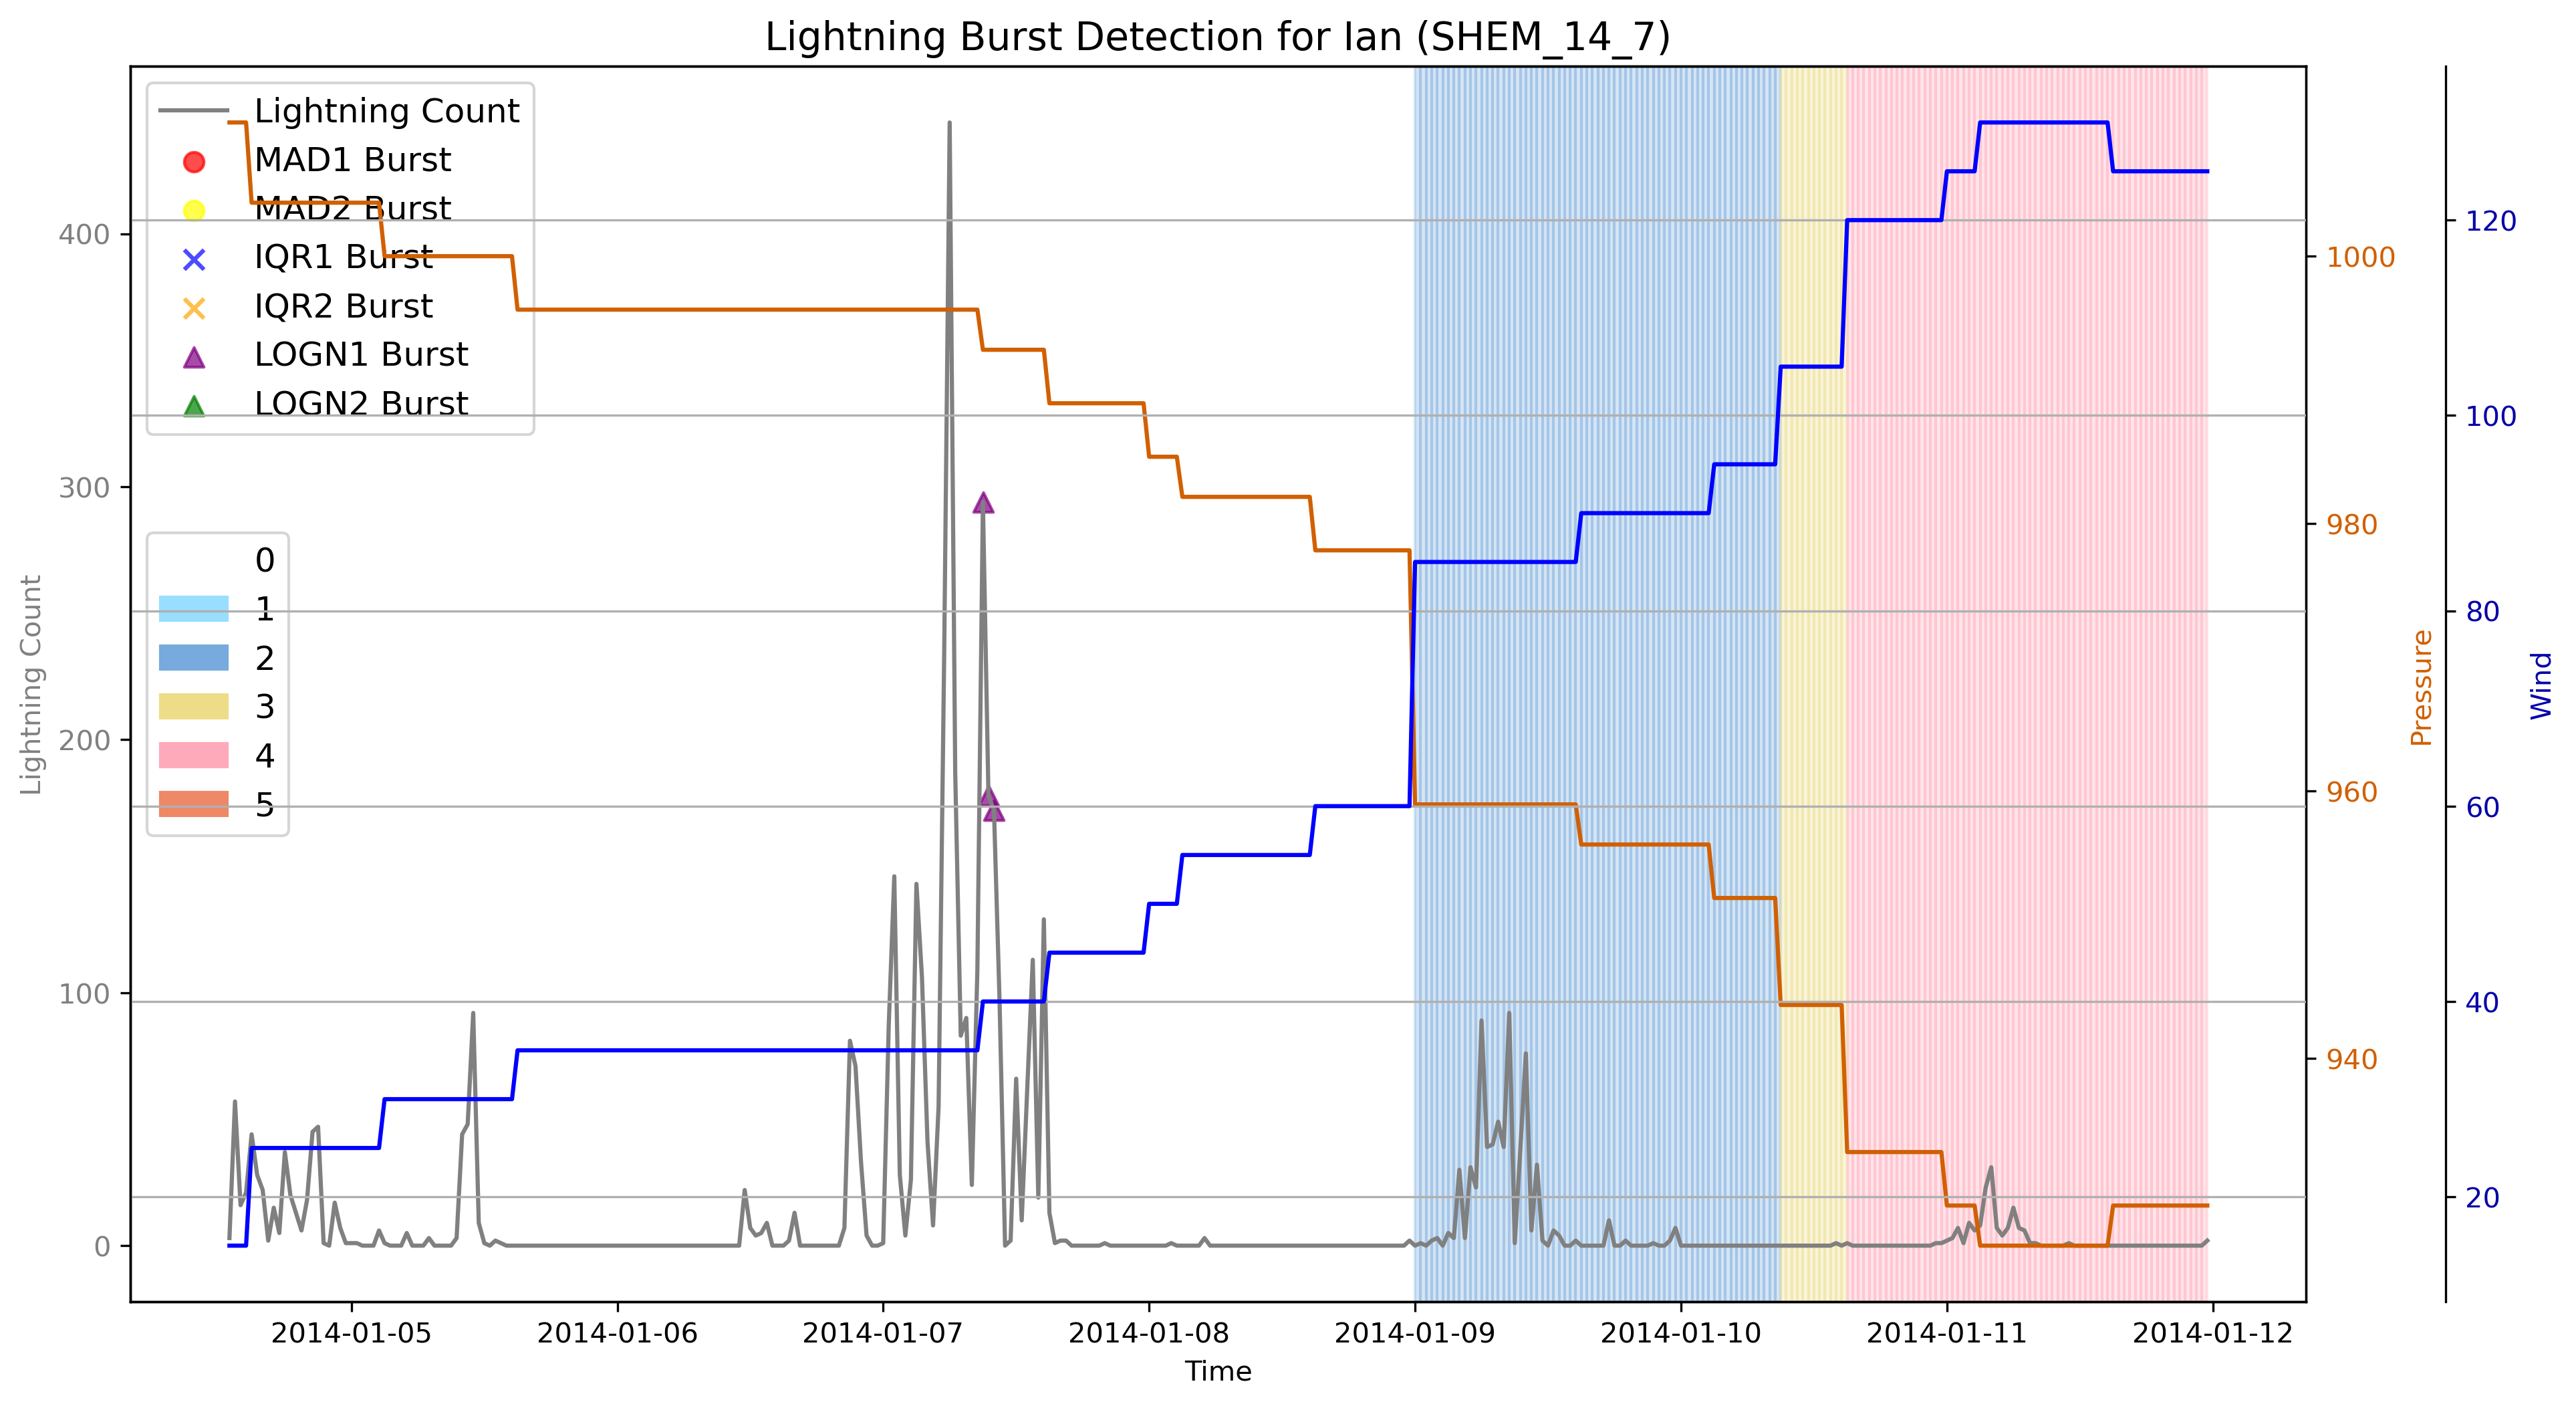 Lightning Burst Detection for Ian (SHEM_14_7)
Lightning Count
MAD1 Burst
MAD2 Burst
IQR1 Burst
IQR2 Burst
LOGN1 Burst
LOGN2 Burst
0
1
2
3
4
5
400
300
200
100
0
Lightning Count
1000
980
960
940
Pressure
120
100
80
60
40
20
Wind
2014-01-05
2014-01-06
2014-01-07
2014-01-08
2014-01-09
2014-01-10
2014-01-11
2014-01-12
Time